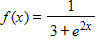 f(x) = 1/(3+e^{2x})